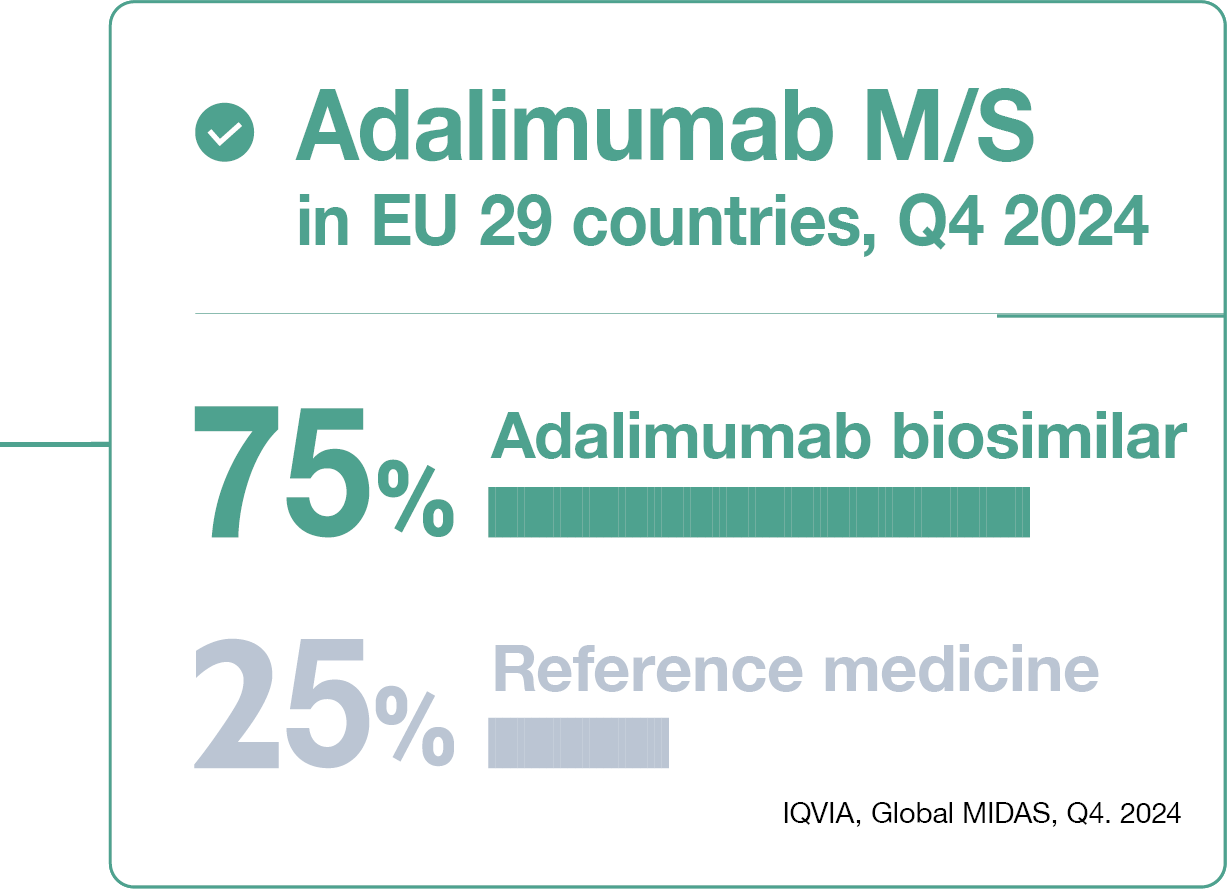 Adalimumab M/S
in EU 29 countries, Q4 2024
75% Adalimumab biosimilar
25% Reference medicine
IQVIA, Global MIDAS, Q4. 2024